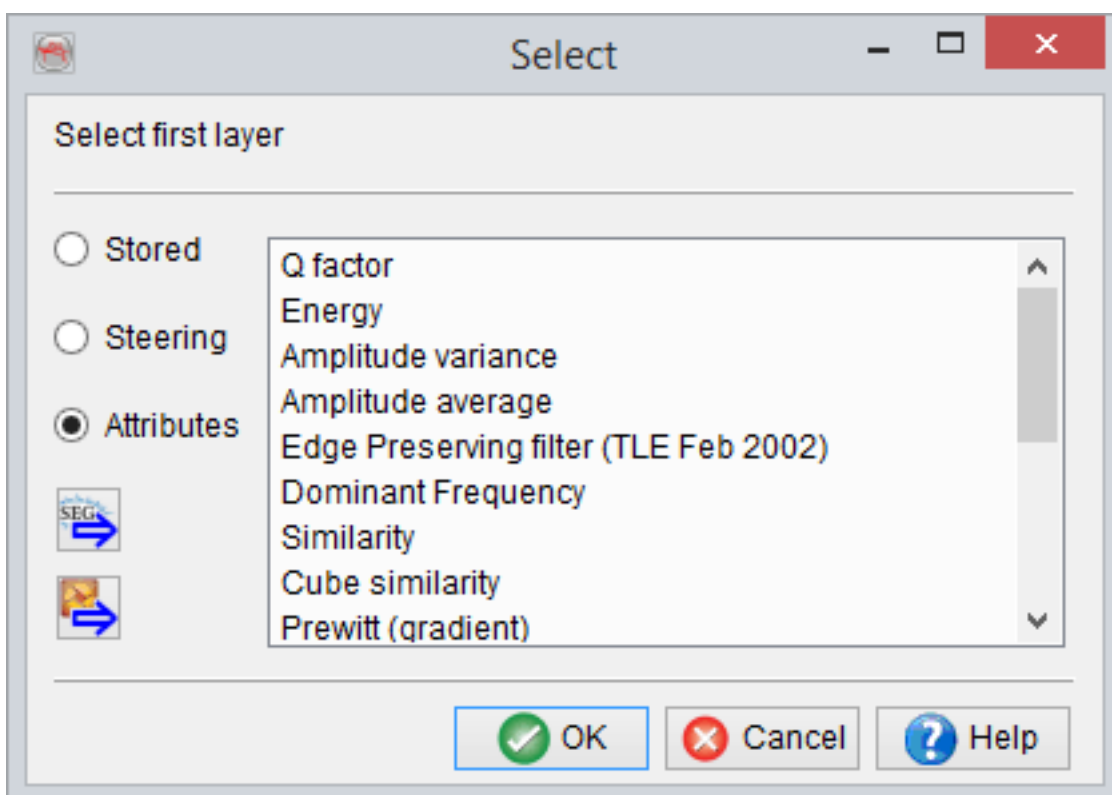 Select
Select first layer
Stored
Steering
Attributes
SEG
Q factor
Energy
Amplitude variance
Amplitude average
Edge Preserving filter (TLE Feb 2002)
Dominant Frequency
Similarity
Cube similarity
Prewitt (gradient)
OK
Cancel
Help